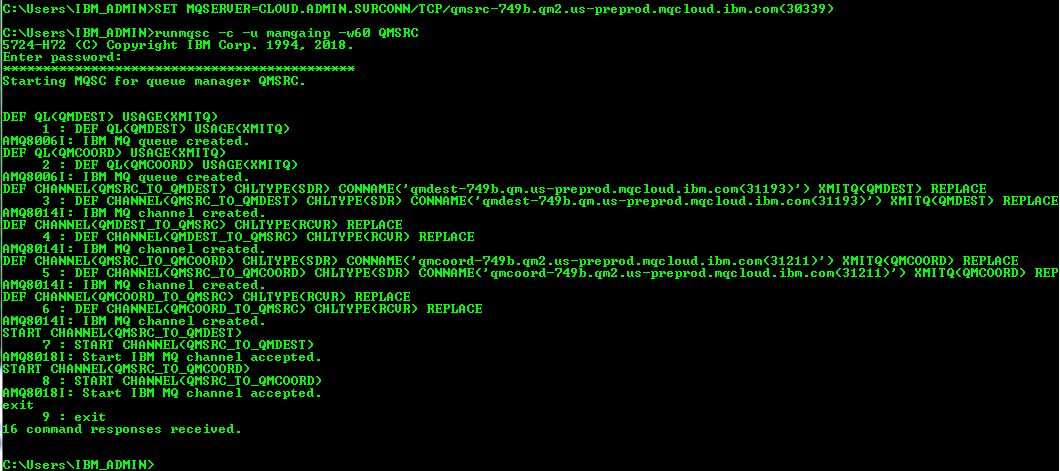 C:\Users\IBM_ADMIN>SET MQSERVER=CLOUD.ADMIN.SVRCONN/TCP/qmsrc-749b.qm2.us-preprod.mqcloud.ibm.com(30339)
C:\Users\IBM_ADMIN>runmqsc -c -u mamgainp -w60 QMSRC
5724-H72 (C) Copyright IBM Corp. 1994, 2018.
Enter password:
********************************************
Starting MQSC for queue manager QMSRC.
DEF QL(QMDEST) USAGE(XMITQ)
1 : DEF QL(QMDEST) USAGE(XMITQ)
AMQ8006I: IBM MQ queue created.
DEF QL(QMCOORD) USAGE(XMITQ)
2 : DEF QL(QMCOORD) USAGE(XMITQ)
AMQ8006I: IBM MQ queue created.
DEF CHANNEL(QMSRC_TO_QMDEST) CHLTYPE(SDR) CONNAME('qmdest-749b.qm.us-preprod.mqcloud.ibm.com(31193)') XMITQ(QMDEST) REPLACE
3 : DEF CHANNEL(QMSRC_TO_QMDEST) CHLTYPE(SDR) CONNAME('qmdest-749b.qm.us-preprod.mqcloud.ibm.com(31193)') XMITQ(QMDEST) REPLACE
AMQ8014I: IBM MQ channel created.
DEF CHANNEL(QMDEST_TO_QMSRC) CHLTYPE(RCVR) REPLACE
4 : DEF CHANNEL(QMDEST_TO_QMSRC) CHLTYPE(RCVR) REPLACE
AMQ8014I: IBM MQ channel created.
DEF CHANNEL(QMSRC_TO_QMCOORD) CHLTYPE(SDR) CONNAME('qmcoord-749b.qm2.us-preprod.mqcloud.ibm.com(31211)') XMITQ(QMCOORD) REPLACE
5 : DEF CHANNEL(QMSRC_TO_QMCOORD) CHLTYPE(SDR) CONNAME('qmcoord-749b.qm2.us-preprod.mqcloud.ibm.com(31211)') XMITQ(QMCOORD) REP
AMQ8014I: IBM MQ channel created.
DEF CHANNEL(QMCOORD_TO_QMSRC) CHLTYPE(RCVR) REPLACE
6 : DEF CHANNEL(QMCOORD_TO_QMSRC) CHLTYPE(RCVR) REPLACE
AMQ8014I: IBM MQ channel created.
START CHANNEL(QMSRC_TO_QMDEST)
7 : START CHANNEL(QMSRC_TO_QMDEST)
AMQ8018I: Start IBM MQ channel accepted.
START CHANNEL(QMSRC_TO_QMCOORD)
8 : START CHANNEL(QMSRC_TO_QMCOORD)
AMQ8018I: Start IBM MQ channel accepted.
exit
9 : exit
16 command responses received.
C:\Users\IBM_ADMIN>